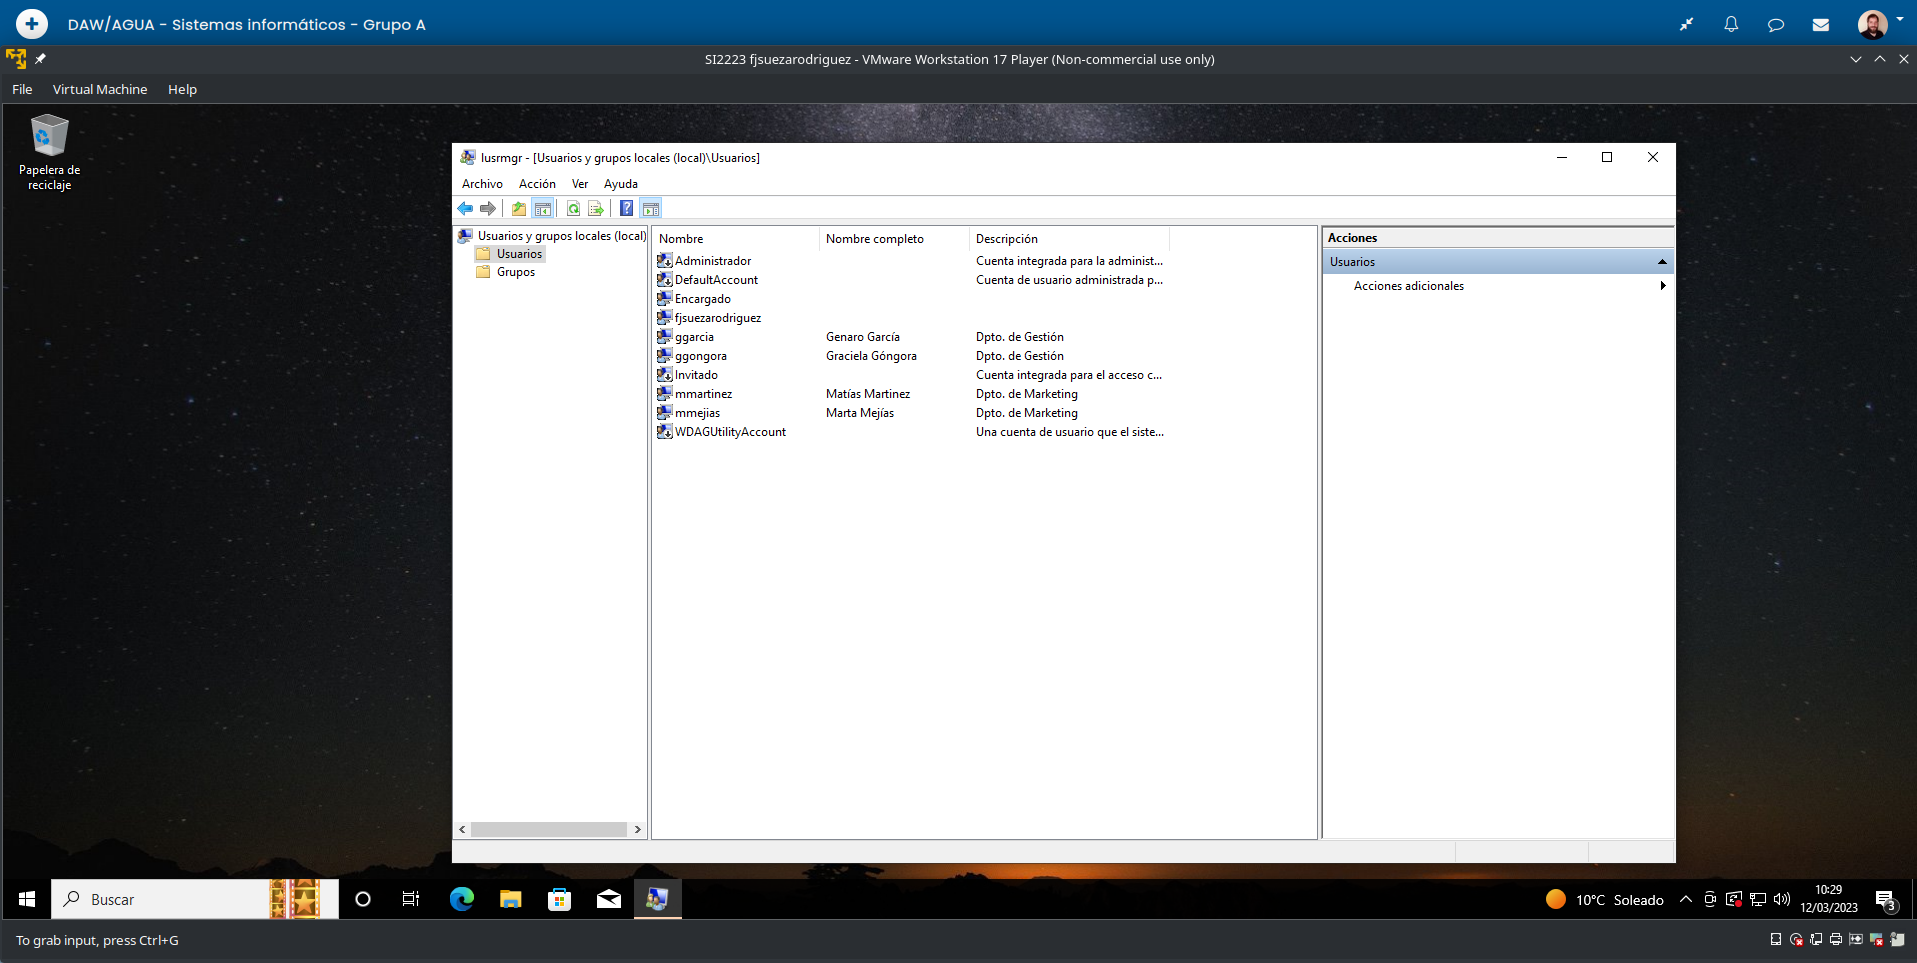 DAW/AGUA - Sistemas informáticos - Grupo A
SI2223 fjsuezarodriguez - VMware Workstation 17 Player (Non-commercial use only)
File Virtual Machine Help
Papelera de
reciclaje
lusrmgr - [Usuarios y grupos locales (local)\Usuarios]
Archivo Acción Ver Ayuda
Usuarios y grupos locales (local)
Usuarios
Grupos
Nombre Nombre completo Descripción
Administrador Cuenta integrada para la administ...
DefaultAccount Cuenta de usuario administrada p...
Encargado
fjsuezarodriguez
ggarcia Genaro García Dpto. de Gestión
ggongora Graciela Góngora Dpto. de Gestión
Invitado Cuenta integrada para el acceso c...
mmartinez Matías Martinez Dpto. de Marketing
mmejias Marta Mejías Dpto. de Marketing
WDAGUtilityAccount Una cuenta de usuario que el siste...
Acciones
Usuarios
Acciones adicionales
Buscar
10°C Soleado
10:29
12/03/2023
3
To grab input, press Ctrl+G